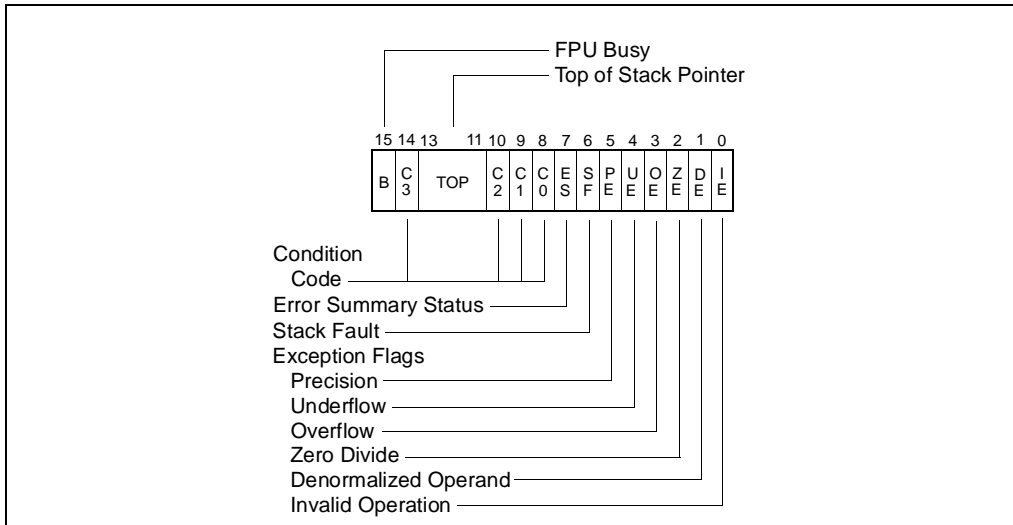 FPU Busy
Top of Stack Pointer
15 14 13 11 10 9 8 7 6 5 4 3 2 1 0
B C3 TOP C2 C1 C0 ES SF PE UE OE ZE DE IE
Condition
Code
Error Summary Status
Stack Fault
Exception Flags
Precision
Underflow
Overflow
Zero Divide
Denormalized Operand
Invalid Operation